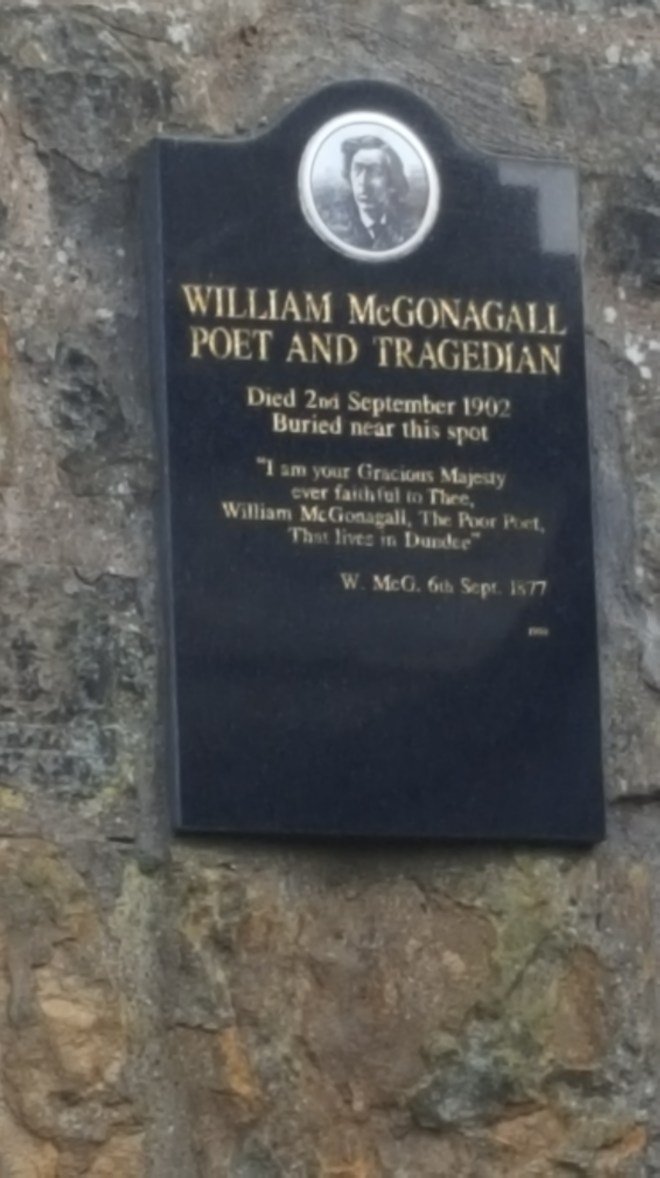 WILLIAM McGONAGALL
POET AND TRAGEDIAN
Died 2nd September 1902
Buried near this spot
"I am your Gracious Majesty
ever faithful to Thee,
William McGonagall, The Poor Poet,
That lives in Dundee"
W. McG. 6th Sept. 1877